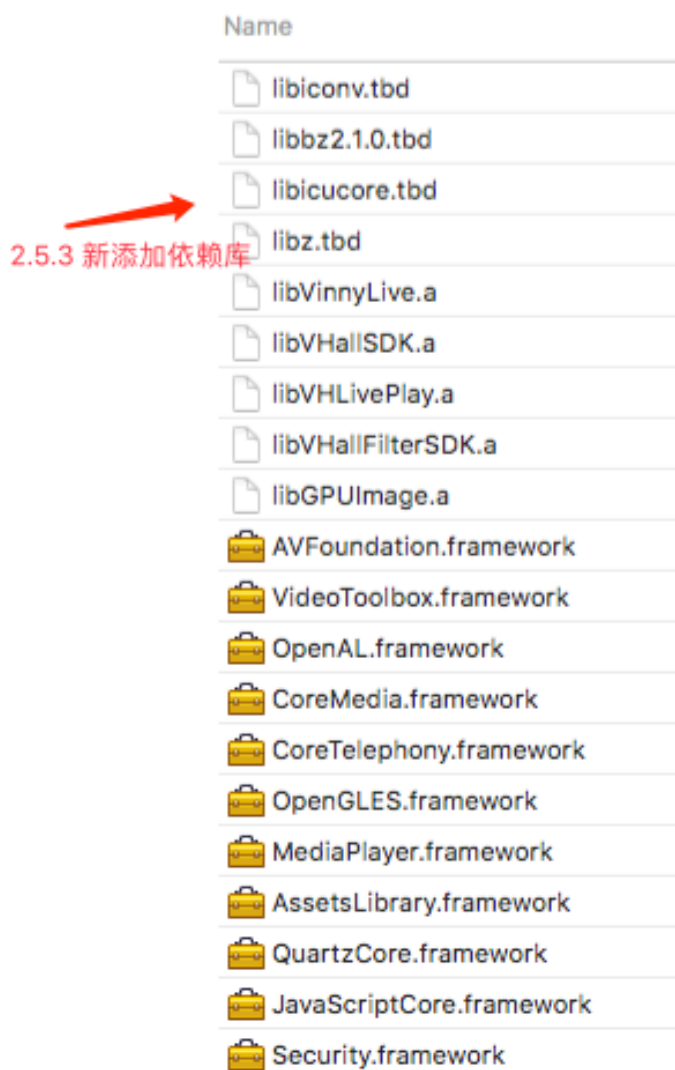 Name
libiconv.tbd
libbz2.1.0.tbd
libicucore.tbd
2.5.3 新添加依赖库
libz.tbd
libVinnyLive.a
libVHallSDK.a
libVHLivePlay.a
libVHallFilterSDK.a
libGPUImage.a
AVFoundation.framework
VideoToolbox.framework
OpenAL.framework
CoreMedia.framework
CoreTelephony.framework
OpenGLES.framework
MediaPlayer.framework
AssetsLibrary.framework
QuartzCore.framework
JavaScriptCore.framework
Security.framework